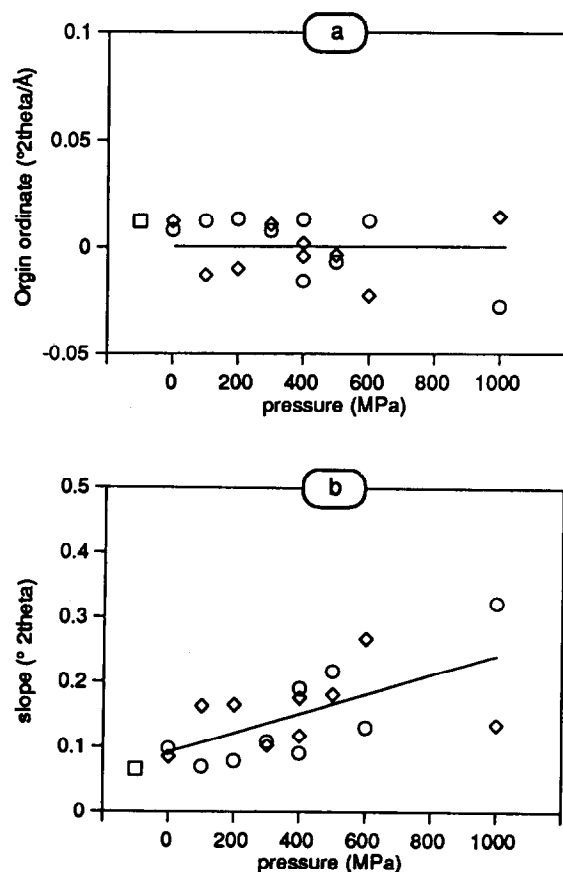 a
0.1
0.05
0
-0.05
Orgin ordinate (°2theta/Å)
0 200 400 600 800 1000
pressure (MPa)
b
0.5
0.4
0.3
0.2
0.1
0
slope (° 2theta)
0 200 400 600 800 1000
pressure (MPa)